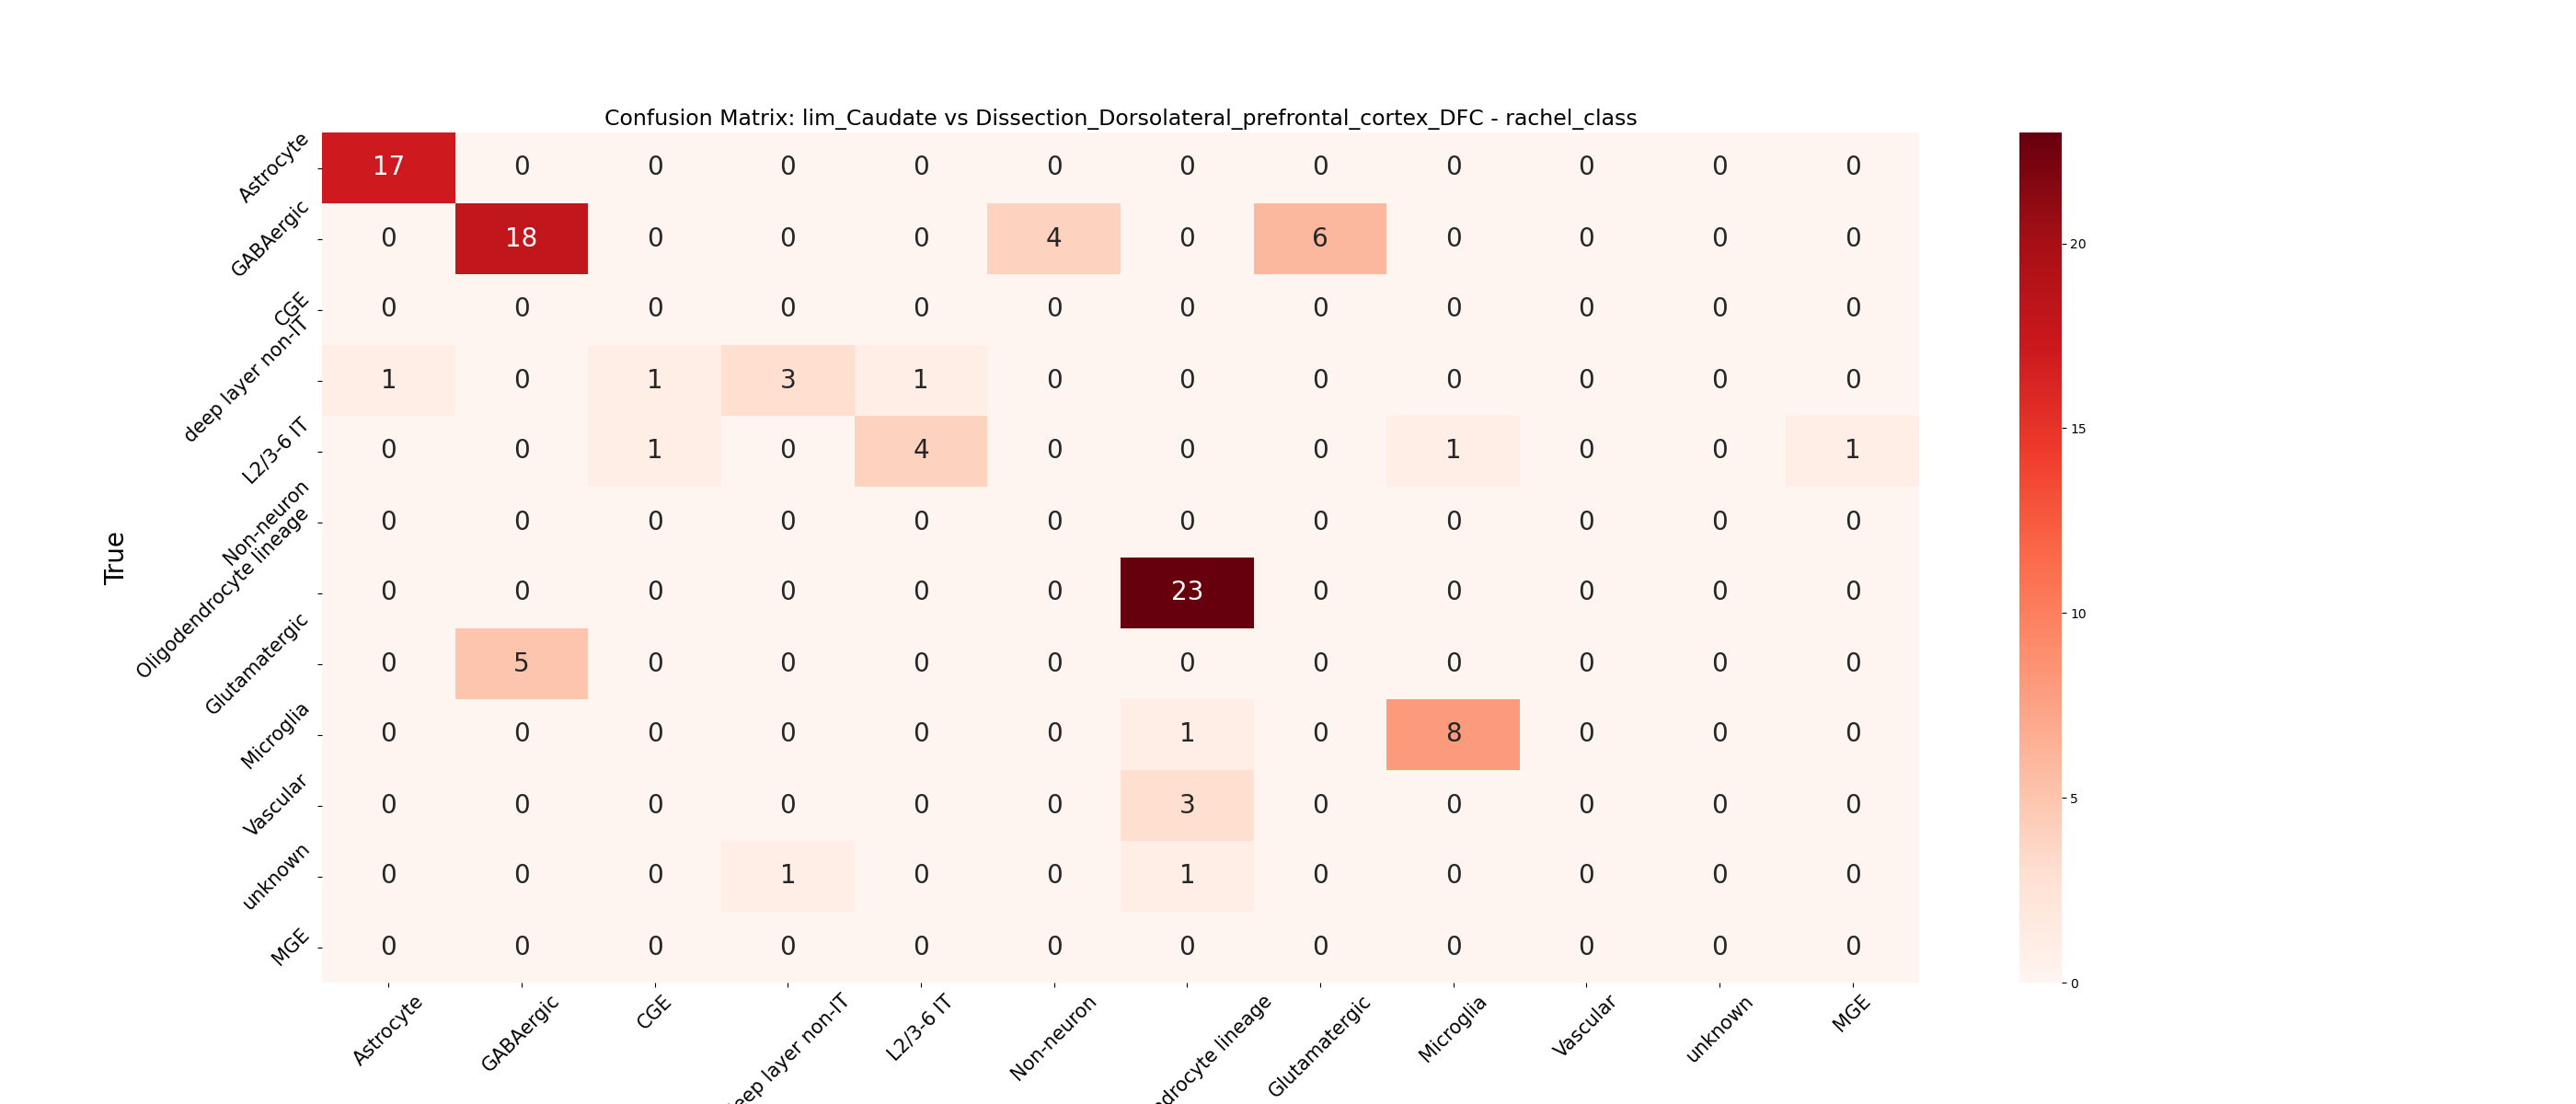 Confusion Matrix: lim_Caudate vs Dissection_Dorsolateral_prefrontal_cortex_DFC - rachel_class
True
Astrocyte 17 0 0 0 0 0 0 0 0 0 0 0
GABAergic 0 18 0 0 0 4 0 6 0 0 0 0
CGE 0 0 0 0 0 0 0 0 0 0 0 0
deep layer non-IT 1 0 1 3 1 0 0 0 0 0 0 0
L2/3-6 IT 0 0 1 0 4 0 0 0 1 0 0 1
Non-neuron 0 0 0 0 0 0 0 0 0 0 0 0
Oligodendrocyte lineage 0 0 0 0 0 0 23 0 0 0 0 0
Glutamatergic 0 5 0 0 0 0 0 0 0 0 0 0
Microglia 0 0 0 0 0 0 1 0 8 0 0 0
Vascular 0 0 0 0 0 0 3 0 0 0 0 0
unknown 0 0 0 1 0 0 1 0 0 0 0 0
MGE 0 0 0 0 0 0 0 0 0 0 0 0
Astrocyte GABAergic CGE eep layer non-IT L2/3-6 IT Non-neuron ndrocyte lineage Glutamatergic Microglia Vascular unknown MGE
20
15
10
5
0